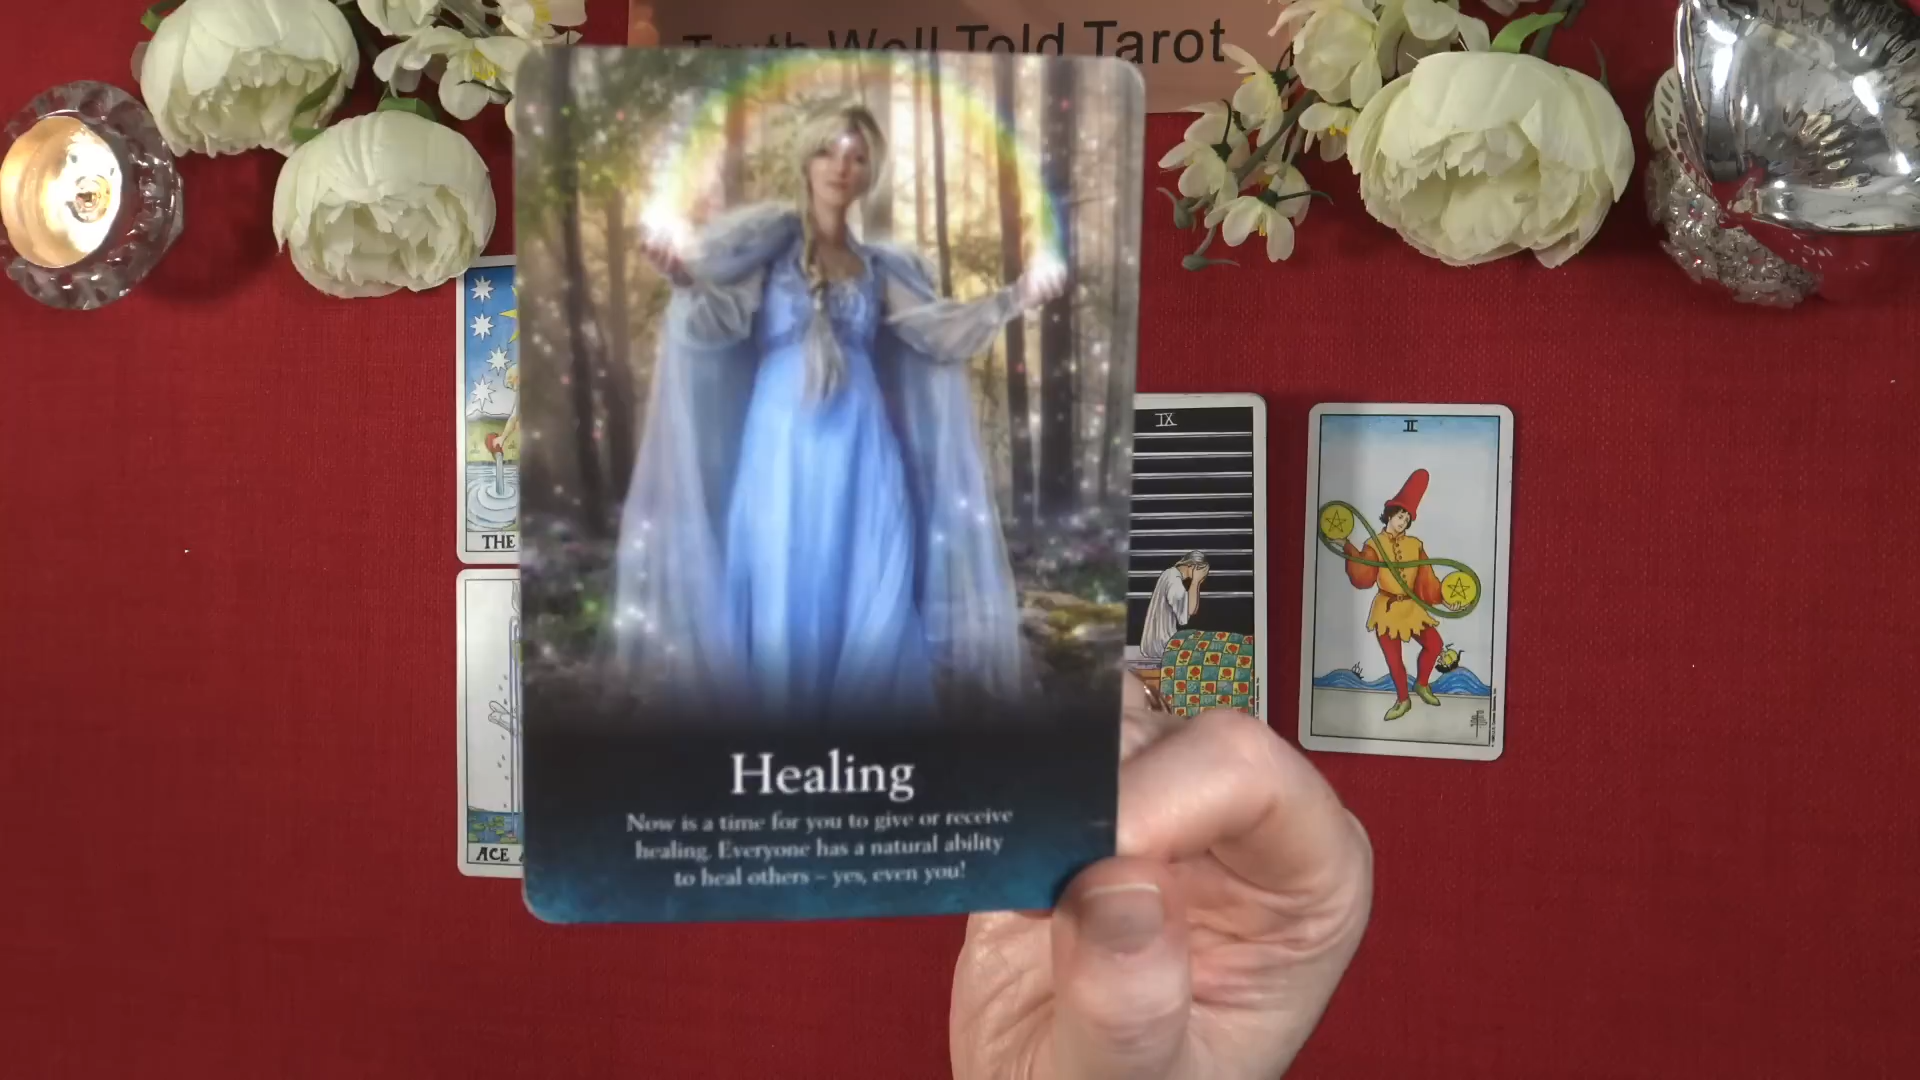 Truth Well Told Tarot
IX
II
THE
ACE
Healing
Now is a time for you to give or receive
healing. Everyone has a natural ability
to heal others – yes, even you!